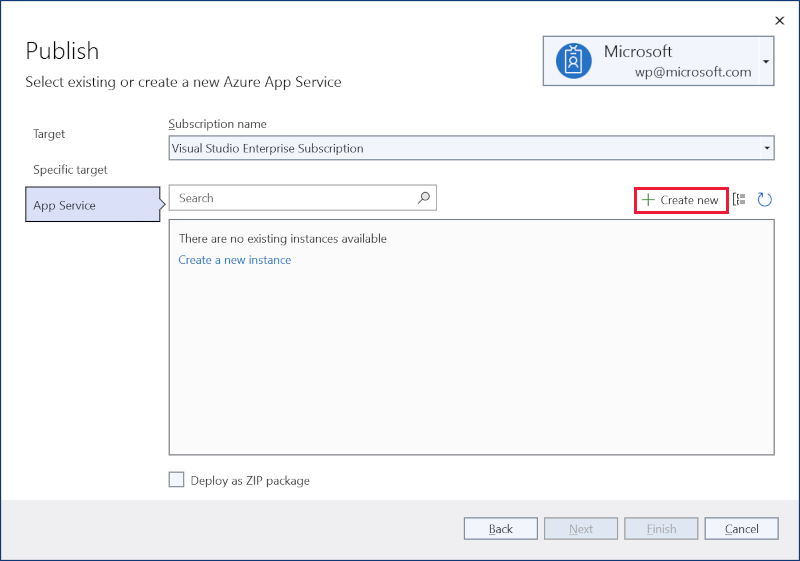 Publish
Select existing or create a new Azure App Service
Microsoft
wp@microsoft.com
Target
Specific target
App Service
Subscription name
Visual Studio Enterprise Subscription
Search
Create new
There are no existing instances available
Create a new instance
Deploy as ZIP package
Back
Next
Finish
Cancel